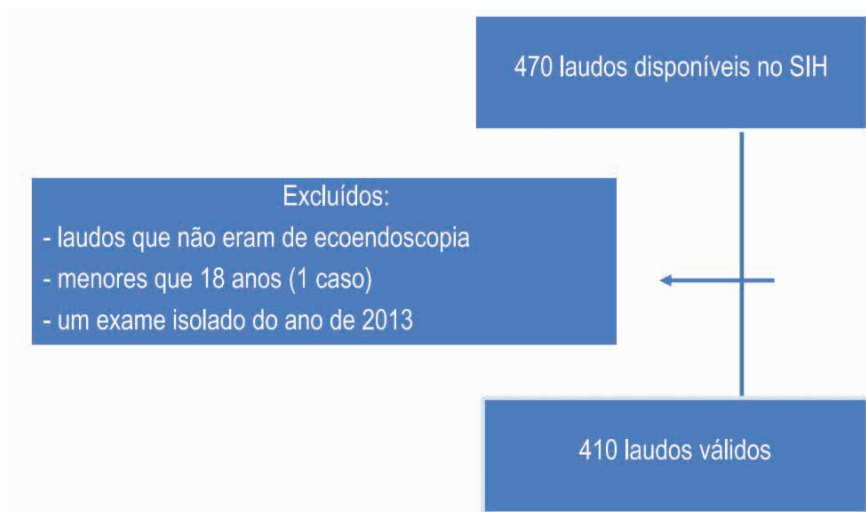 470 laudos disponíveis no SIH
Excluídos:
- laudos que não eram de ecoendoscopia
- menores que 18 anos (1 caso)
- um exame isolado do ano de 2013
410 laudos válidos